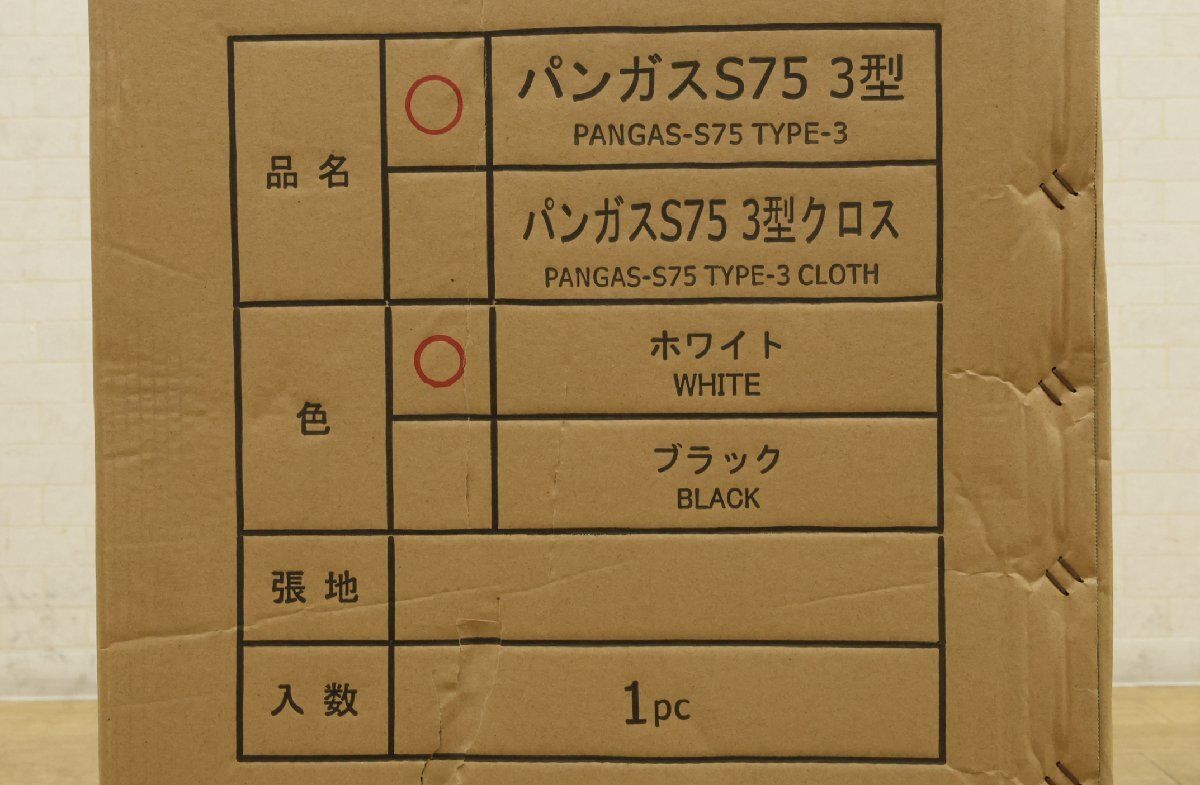 品名
パンガスS75 3型
PANGAS-S75 TYPE-3
パンガスS75 3型クロス
PANGAS-S75 TYPE-3 CLOTH
色
ホワイト
WHITE
ブラック
BLACK
張地
入数
1pc